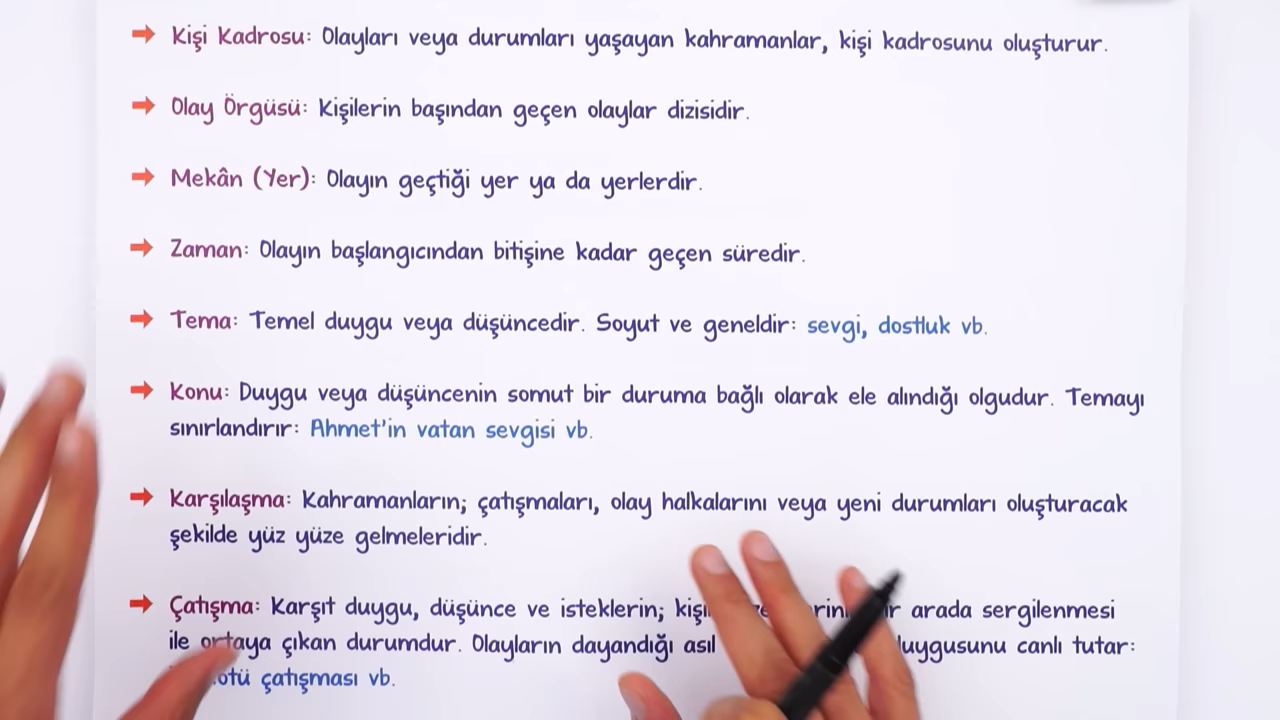 Kişi Kadrosu: Olayları veya durumları yaşayan kahramanlar, kişi kadrosunu oluşturur.
Olay Örgüsü: Kişilerin başından geçen olaylar dizisidir.
Mekân (Yer): Olayın geçtiği yer ya da yerlerdir.
Zaman: Olayın başlangıcından bitişine kadar geçen süredir.
Tema: Temel duygu veya düşüncedir. Soyut ve geneldir: sevgi, dostluk vb.
Konu: Duygu veya düşüncenin somut bir duruma bağlı olarak ele alındığı olgudur. Temayı
sınırlandırır: Ahmet'in vatan sevgisi vb.
Karşılaşma: Kahramanların; çatışmaları, olay halkalarını veya yeni durumları oluşturacak
şekilde yüz yüze gelmeleridir.
Çatışma: Karşıt duygu, düşünce ve isteklerin; arada sergilenmesi
ile ortaya çıkan durumdur. Olayların dayandığı asıl canlı tutar:
çatışması vb.